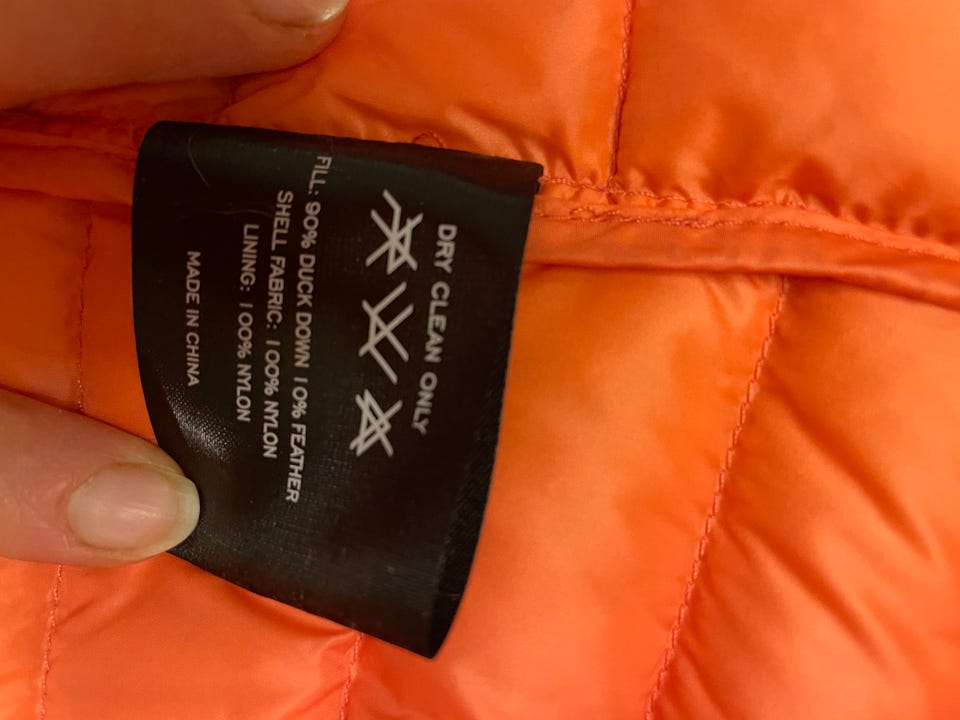 DRY CLEAN ONLY
FILL: 90% DUCK DOWN 10% FEATHER
SHELL FABRIC: 100% NYLON
LINING: 100% NYLON
MADE IN CHINA